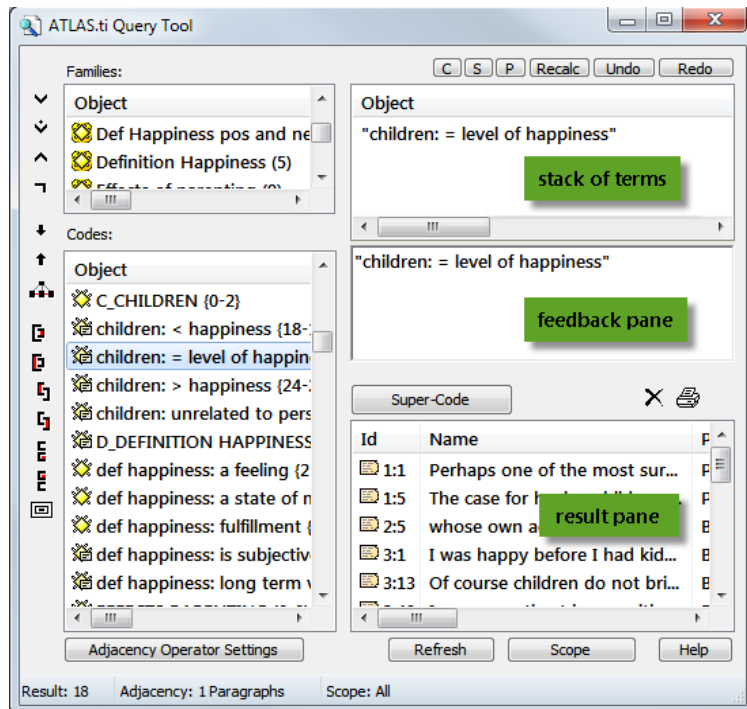 ATLAS.ti Query Tool
Families:
C S P Recalc Undo Redo
Object
Def Happiness pos and ne
Definition Happiness (5)
Object
"children: = level of happiness"
stack of terms
Codes:
Object
C_CHILDREN {0-2}
children: < happiness {18-
children: = level of happin
children: > happiness {24-
children: unrelated to pers
D_DEFINITION HAPPINESS
def happiness: a feeling {2
def happiness: a state of m
def happiness: fulfillment {
def happiness: is subjectiv
def happiness: long term v
"children: = level of happiness"
feedback pane
Super-Code
Id Name P
1:1 Perhaps one of the most sur... P
1:5 The case for P
2:5 whose own B
3:1 I was happy before I had kid... B
3:13 Of course children do not bri... B
result pane
Adjacency Operator Settings
Refresh Scope Help
Result: 18 Adjacency: 1 Paragraphs Scope: All